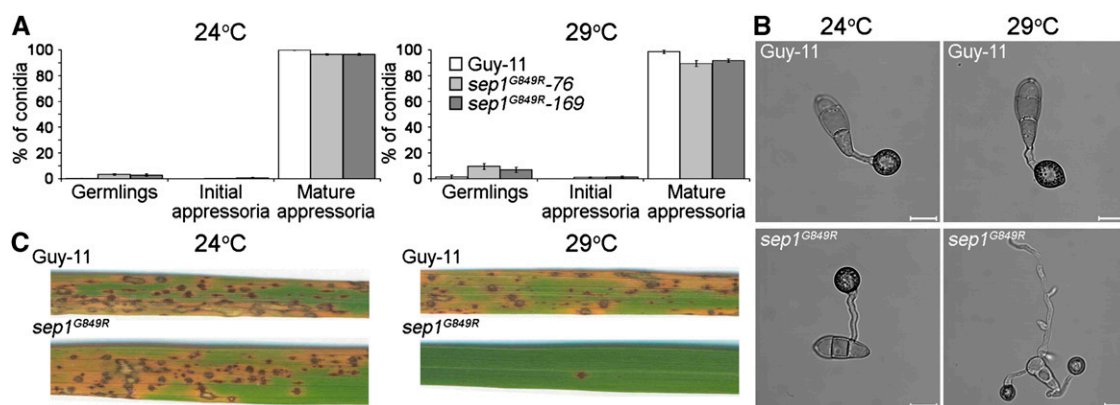 A
24°C
29°C
% of conidia
100
80
60
40
20
0
Germlings
Initial appressoria
Mature appressoria
% of conidia
100
80
60
40
20
0
Guy-11
sep1G849R-76
sep1G849R-169
Germlings
Initial appressoria
Mature appressoria
B
24°C
29°C
Guy-11
Guy-11
sep1G849R
sep1G849R
C
24°C
29°C
Guy-11
Guy-11
sep1G849R
sep1G849R